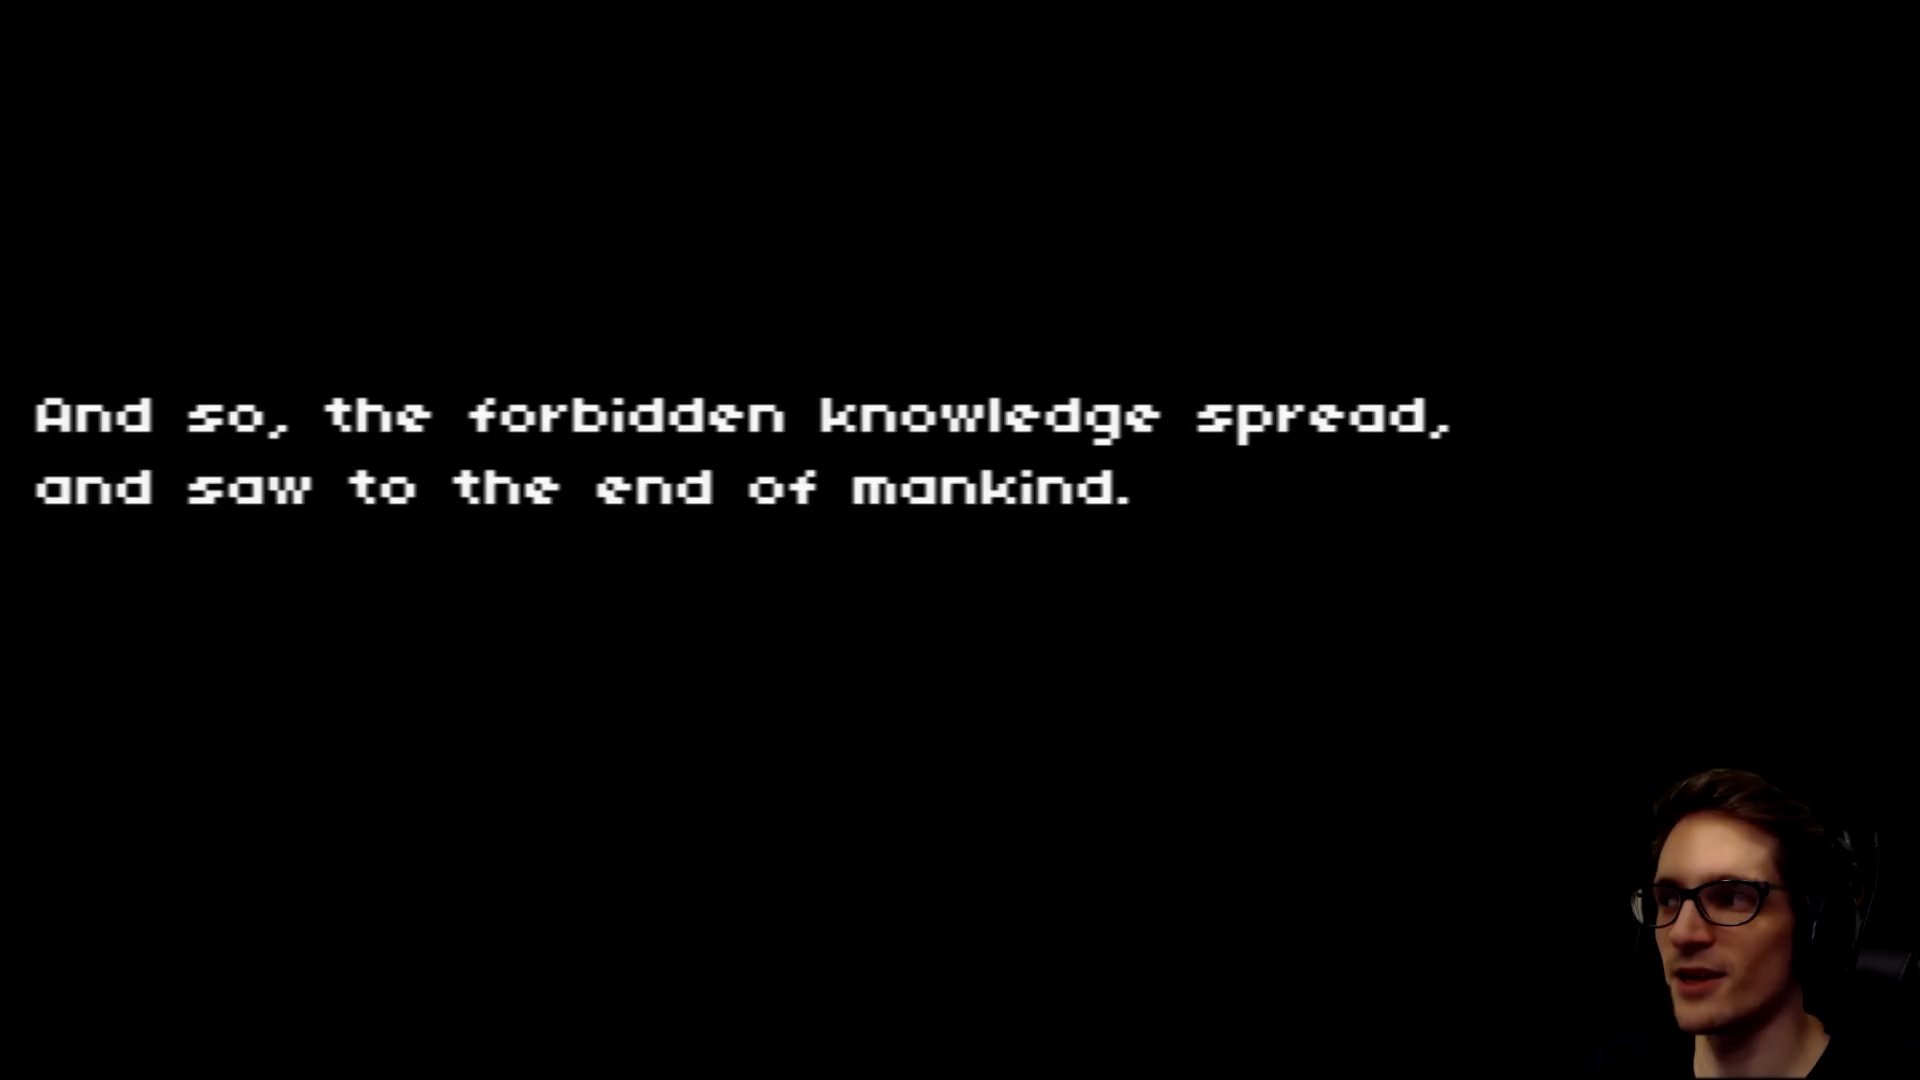 And so, the forbidden knowledge spread,
and saw to the end of mankind.